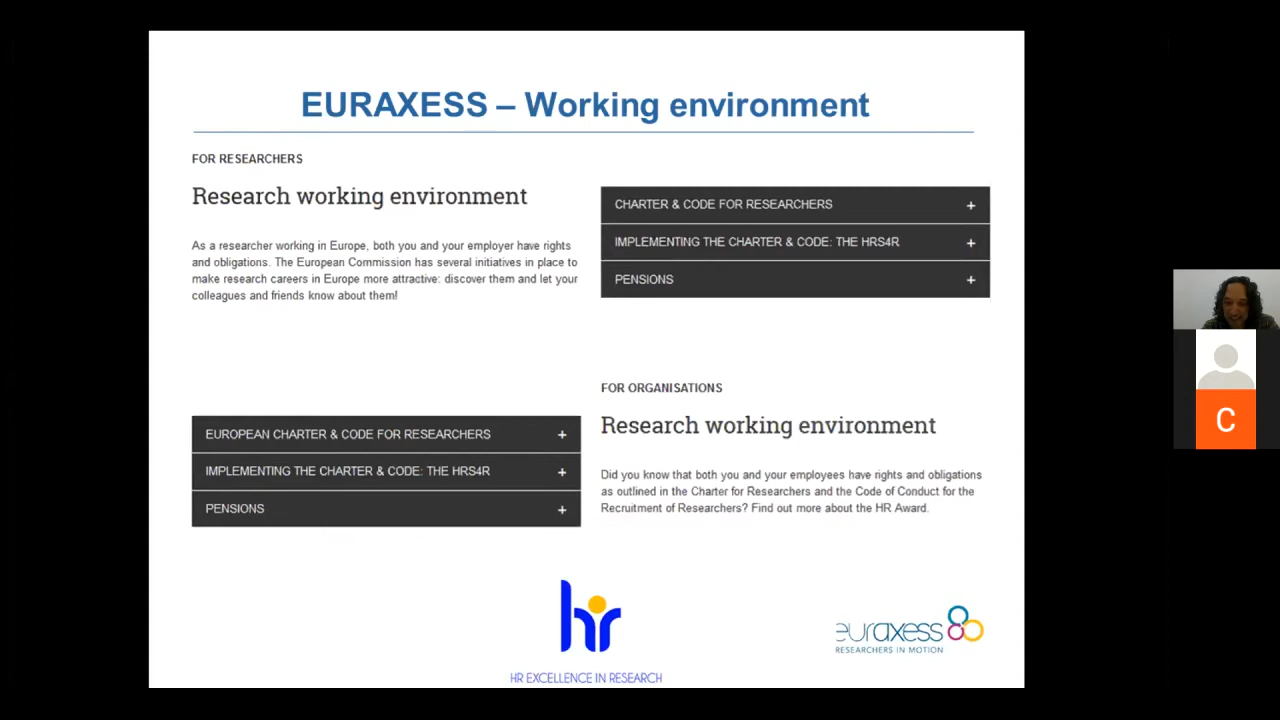 EURAXESS – Working environment
FOR RESEARCHERS
Research working environment
As a researcher working in Europe, both you and your employer have rights
and obligations. The European Commission has several initiatives in place to
make research careers in Europe more attractive: discover them and let your
colleagues and friends know about them!
CHARTER & CODE FOR RESEARCHERS +
IMPLEMENTING THE CHARTER & CODE: THE HRS4R +
PENSIONS +
EUROPEAN CHARTER & CODE FOR RESEARCHERS +
IMPLEMENTING THE CHARTER & CODE: THE HRS4R +
PENSIONS +
FOR ORGANISATIONS
Research working environment
Did you know that both you and your employees have rights and obligations
as outlined in the Charter for Researchers and the Code of Conduct for the
Recruitment of Researchers? Find out more about the HR Award.
hr
HR EXCELLENCE IN RESEARCH
euraxess
RESEARCHERS IN MOTION
C